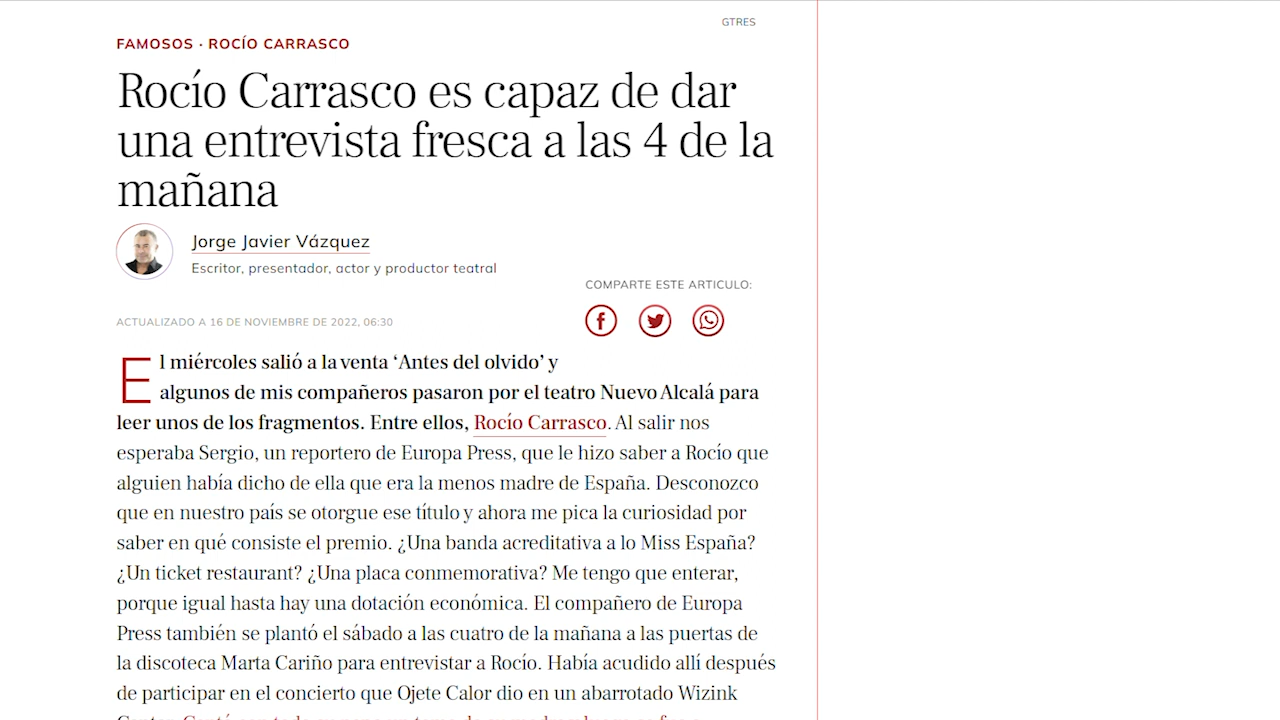 GTRES
FAMOSOS · ROCÍO CARRASCO
Rocío Carrasco es capaz de dar
una entrevista fresca a las 4 de la
mañana
Jorge Javier Vázquez
Escritor, presentador, actor y productor teatral
COMPARTE ESTE ARTICULO:
ACTUALIZADO A 16 DE NOVIEMBRE DE 2022, 06:30
El miércoles salió a la venta ‘Antes del olvido’ y
algunos de mis compañeros pasaron por el teatro Nuevo Alcalá para
leer unos de los fragmentos. Entre ellos, Rocío Carrasco. Al salir nos
esperaba Sergio, un reportero de Europa Press, que le hizo saber a Rocío que
alguien había dicho de ella que era la menos madre de España. Desconozco
que en nuestro país se otorgue ese título y ahora me pica la curiosidad por
saber en qué consiste el premio. ¿Una banda acreditativa a lo Miss España?
¿Un ticket restaurant? ¿Una placa conmemorativa? Me tengo que enterar,
porque igual hasta hay una dotación económica. El compañero de Europa
Press también se plantó el sábado a las cuatro de la mañana a las puertas de
la discoteca Marta Cariño para entrevistar a Rocío. Había acudido allí después
de participar en el concierto que Ojete Calor dio en un abarrotado Wizink